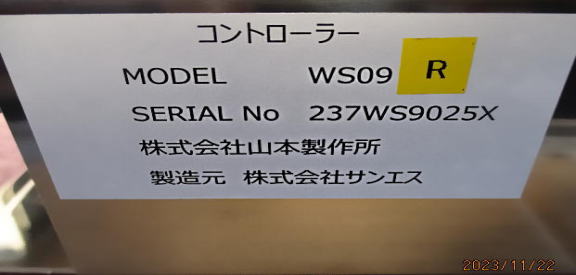 コントローラー
MODEL WS09 R
SERIAL No 237WS9025X
株式会社山本製作所
製造元 株式会社サンエス
2023/11/22